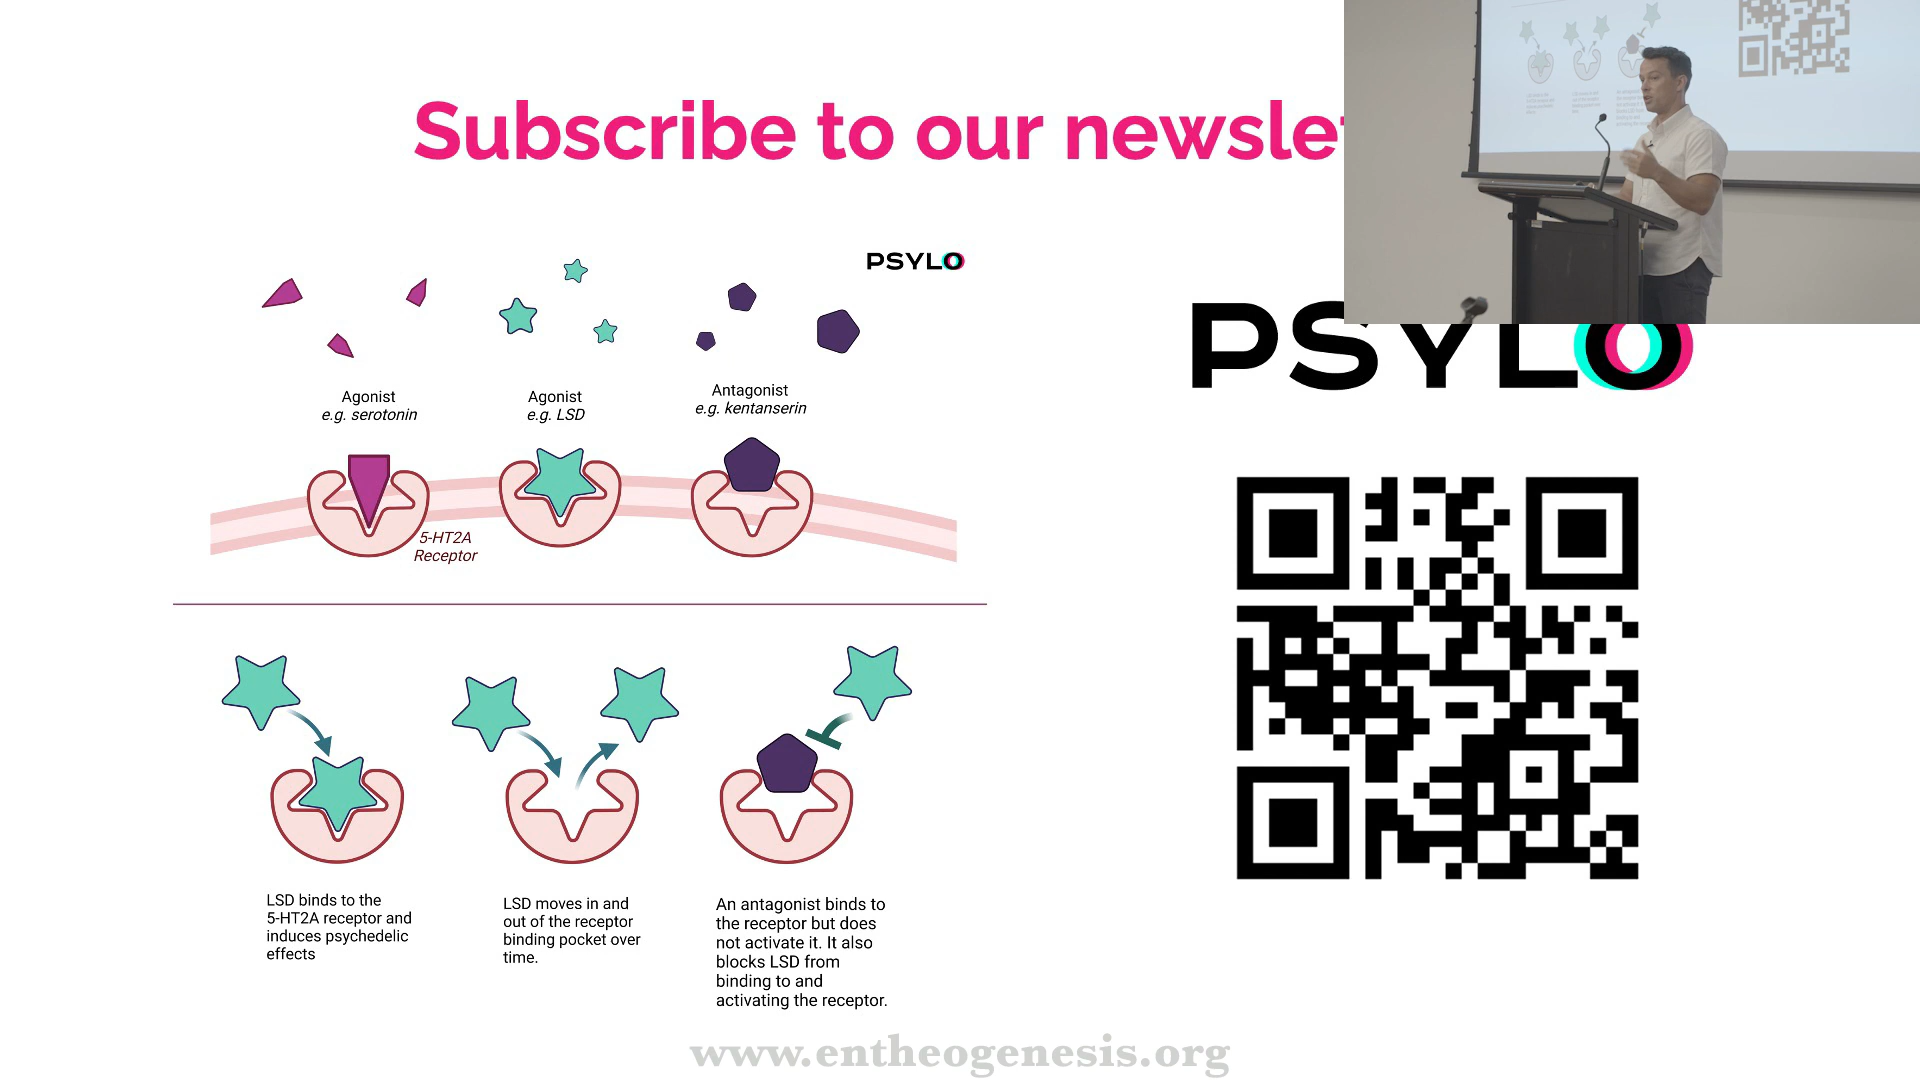 Subscribe to our newslet
PSYLO
Agonist
e.g. serotonin
Agonist
e.g. LSD
Antagonist
e.g. kentanserin
5-HT2A
Receptor
PSYLO
LSD binds to the
5-HT2A receptor and
induces psychedelic
effects
LSD moves in and
out of the receptor
binding pocket over
time.
An antagonist binds to
the receptor but does
not activate it. It also
blocks LSD from
binding to and
activating the receptor.
www.entheogenesis.org